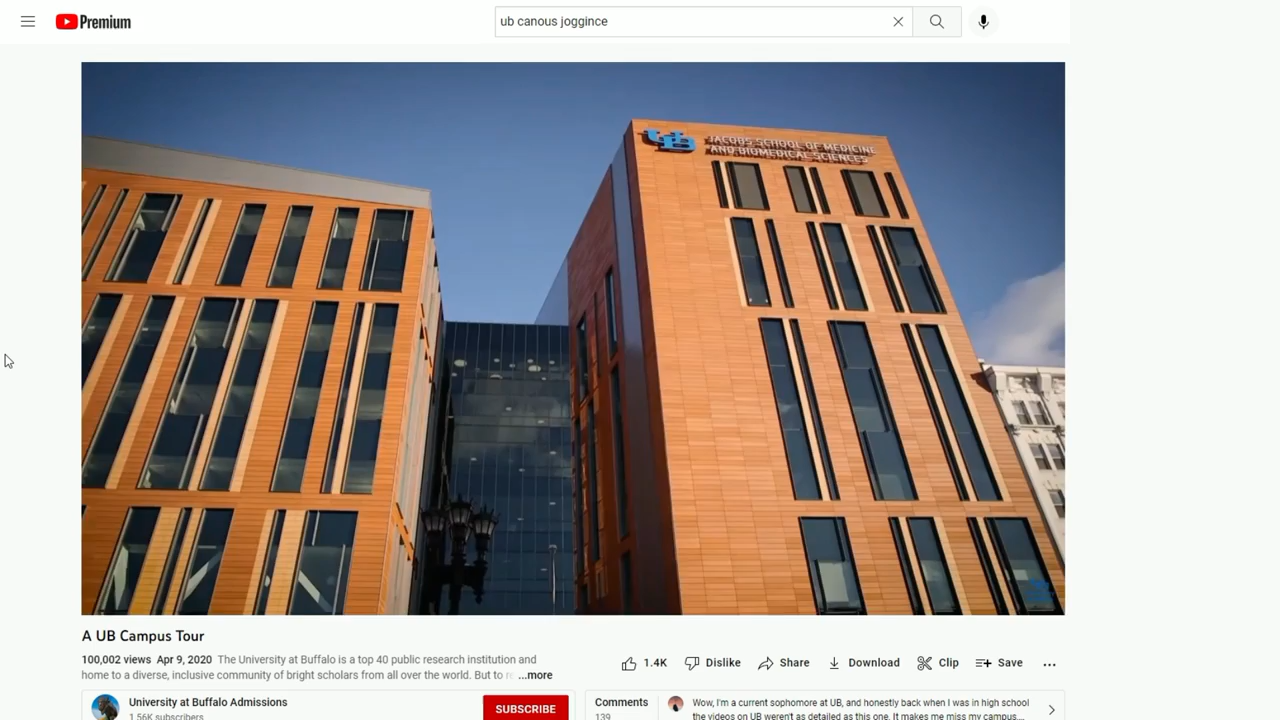 Premium
ub canous joggince
UB
JACOBS SCHOOL OF MEDICINE
AND BIOMEDICAL SCIENCES
A UB Campus Tour
100,002 views Apr 9, 2020 The University at Buffalo is a top 40 public research institution and
home to a diverse, inclusive community of bright scholars from all over the world. But to re ...more
1.4K
Dislike
Share
Download
Clip
Save
University at Buffalo Admissions
1.56K subscribers
SUBSCRIBE
Comments
139
Wow, I'm a current sophomore at UB, and honestly back when I was in high school
the videos on UB weren't as detailed as this one. It makes me miss my campus....